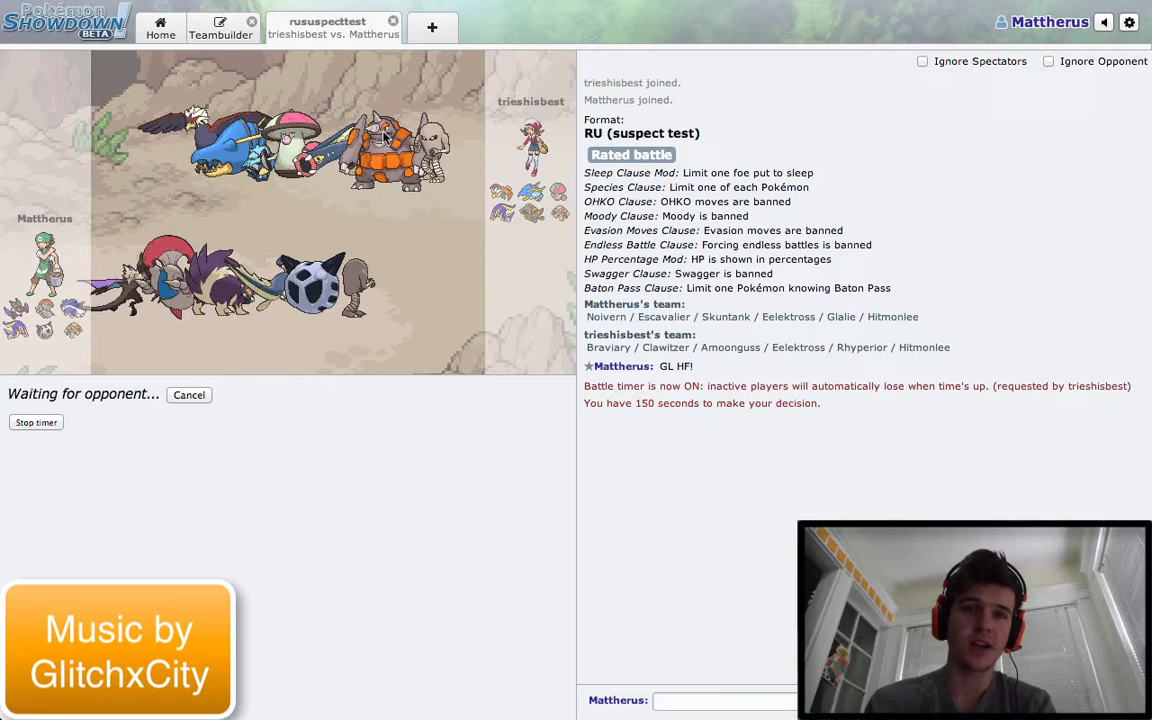 Pokémon
SHOWDOWN!
BETA
Home
Teambuilder
rususpecttest
trieshisbest vs. Mattherus
Mattherus
Ignore Spectators
Ignore Opponent
trieshisbest
Mattherus
trieshisbest joined.
Mattherus joined.
Format:
RU (suspect test)
Rated battle
Sleep Clause Mod: Limit one foe put to sleep
Species Clause: Limit one of each Pokémon
OHKO Clause: OHKO moves are banned
Moody Clause: Moody is banned
Evasion Moves Clause: Evasion moves are banned
Endless Battle Clause: Forcing endless battles is banned
HP Percentage Mod: HP is shown in percentages
Swagger Clause: Swagger is banned
Baton Pass Clause: Limit one Pokémon knowing Baton Pass
Mattherus's team:
Noivern / Escavalier / Skuntank / Eelektross / Glalie / Hitmonlee
trieshisbest's team:
Braviary / Clawitzer / Amoonguss / Eelektross / Rhyperior / Hitmonlee
★Mattherus: GL HF!
Battle timer is now ON: inactive players will automatically lose when time's up. (requested by trieshisbest)
You have 150 seconds to make your decision.
Waiting for opponent... Cancel
Stop timer
Music by
GlitchxCity
Mattherus: